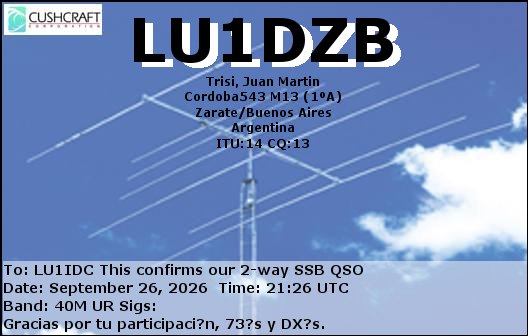 CUSHCRAFT
CORPORATION
LU1DZB
Trisi, Juan Martin
Cordoba543 M13 (1ºA)
Zarate/Buenos Aires
Argentina
ITU:14 CQ:13
To: LU1IDC This confirms our 2-way SSB QSO
Date: September 26, 2026 Time: 21:26 UTC
Band: 40M UR Sigs:
Gracias por tu participaci?n, 73?s y DX?s.